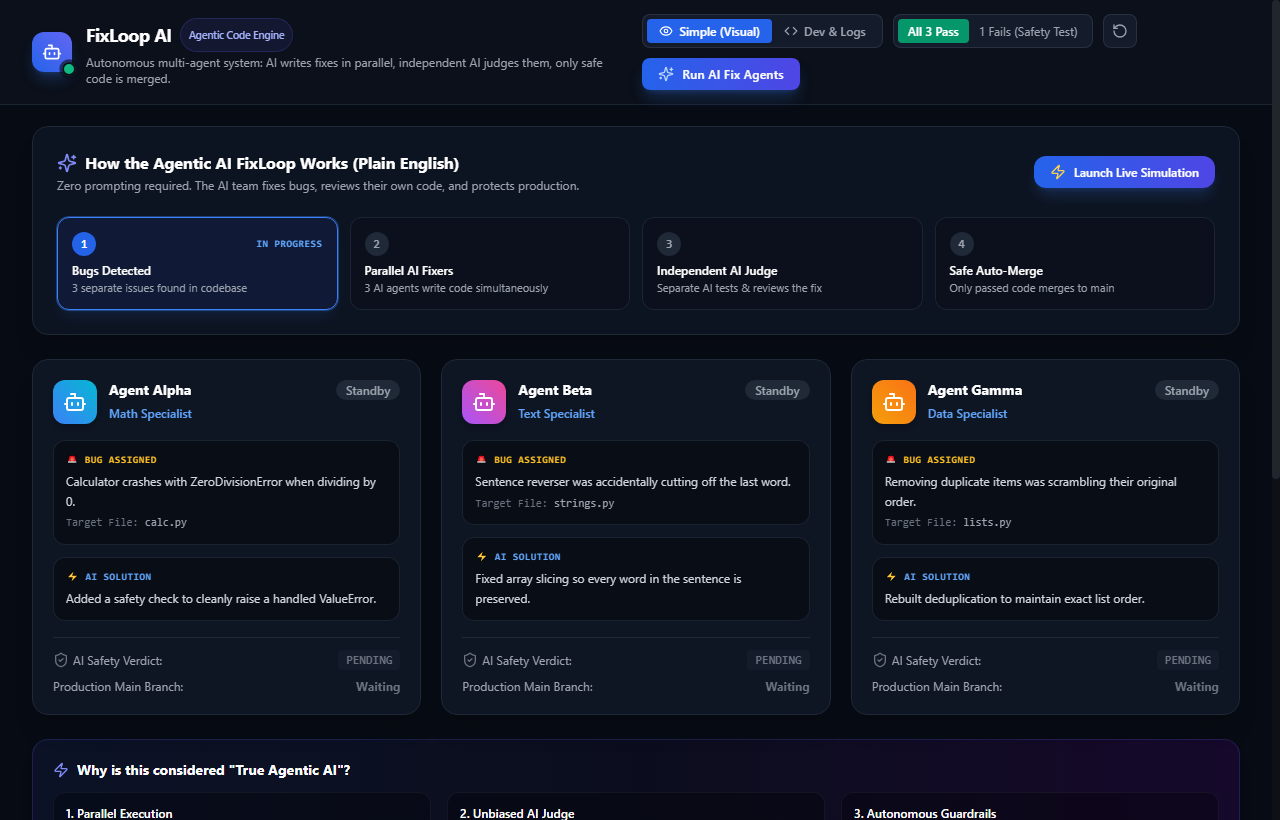 FixLoop AI
Agentic Code Engine
Autonomous multi-agent system: AI writes fixes in parallel, independent AI judges them, only safe
code is merged.
Simple (Visual)
Dev & Logs
All 3 Pass
1 Fails (Safety Test)
Run AI Fix Agents
How the Agentic AI FixLoop Works (Plain English)
Zero prompting required. The AI team fixes bugs, reviews their own code, and protects production.
Launch Live Simulation
1
IN PROGRESS
Bugs Detected
3 separate issues found in codebase
2
Parallel AI Fixers
3 AI agents write code simultaneously
3
Independent AI Judge
Separate AI tests & reviews the fix
4
Safe Auto-Merge
Only passed code merges to main
Agent Alpha
Standby
Math Specialist
BUG ASSIGNED
Calculator crashes with ZeroDivisionError when dividing by
0.
Target File: calc.py
AI SOLUTION
Added a safety check to cleanly raise a handled ValueError.
AI Safety Verdict:
PENDING
Production Main Branch:
Waiting
Agent Beta
Standby
Text Specialist
BUG ASSIGNED
Sentence reverser was accidentally cutting off the last word.
Target File: strings.py
AI SOLUTION
Fixed array slicing so every word in the sentence is
preserved.
AI Safety Verdict:
PENDING
Production Main Branch:
Waiting
Agent Gamma
Standby
Data Specialist
BUG ASSIGNED
Removing duplicate items was scrambling their original
order.
Target File: lists.py
AI SOLUTION
Rebuilt deduplication to maintain exact list order.
AI Safety Verdict:
PENDING
Production Main Branch:
Waiting
Why is this considered "True Agentic AI"?
1. Parallel Execution
2. Unbiased AI Judge
3. Autonomous Guardrails